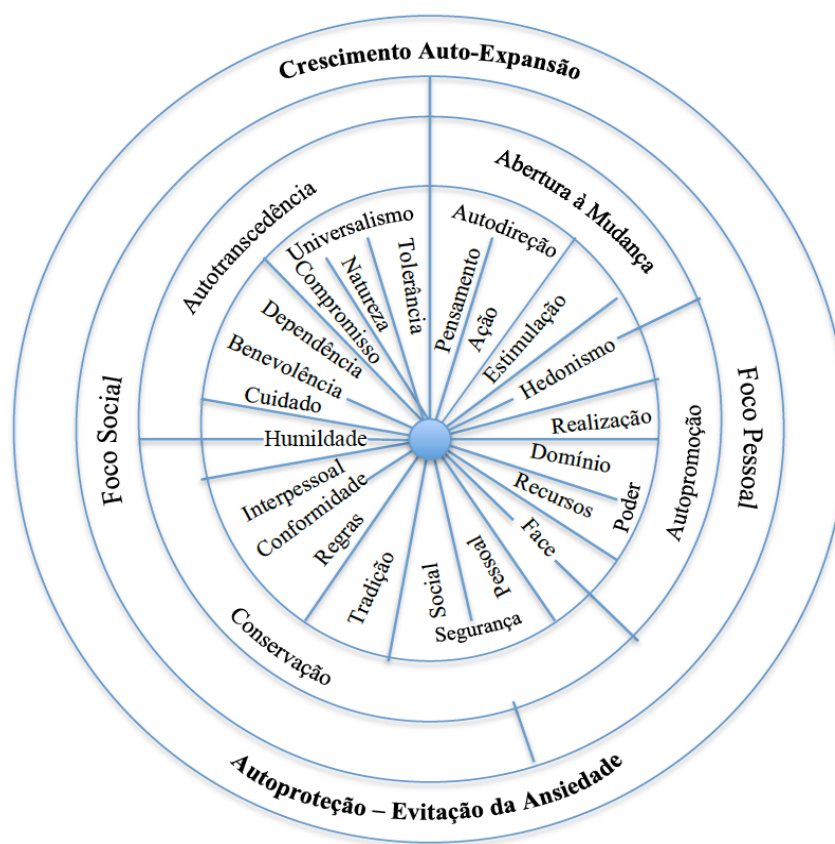 Crescimento Auto-Expansão
Abertura à Mudança
Autotranscedência
Universalismo
Natureza
Compromisso
Tolerância
Autodireção
Pensamento
Ação
Estimulação
Hedonismo
Dependência
Benevolência
Cuidado
Humildade
Realização
Domínio
Recursos
Poder
Face
Foco Social
Foco Pessoal
Autopromoção
Interpessoal
Conformidade
Regras
Tradição
Social
Pessoal
Segurança
Conservação
Autoproteção – Evitação da Ansiedade